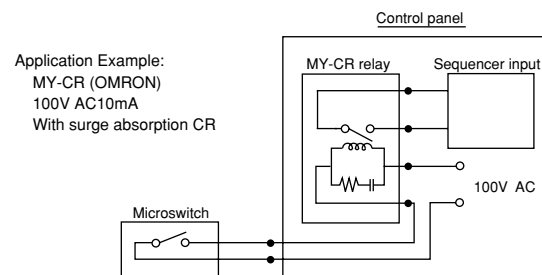 Control panel
Application Example:
MY-CR (OMRON)
100V AC10mA
With surge absorption CR
MY-CR relay
Sequencer input
100V AC
Microswitch